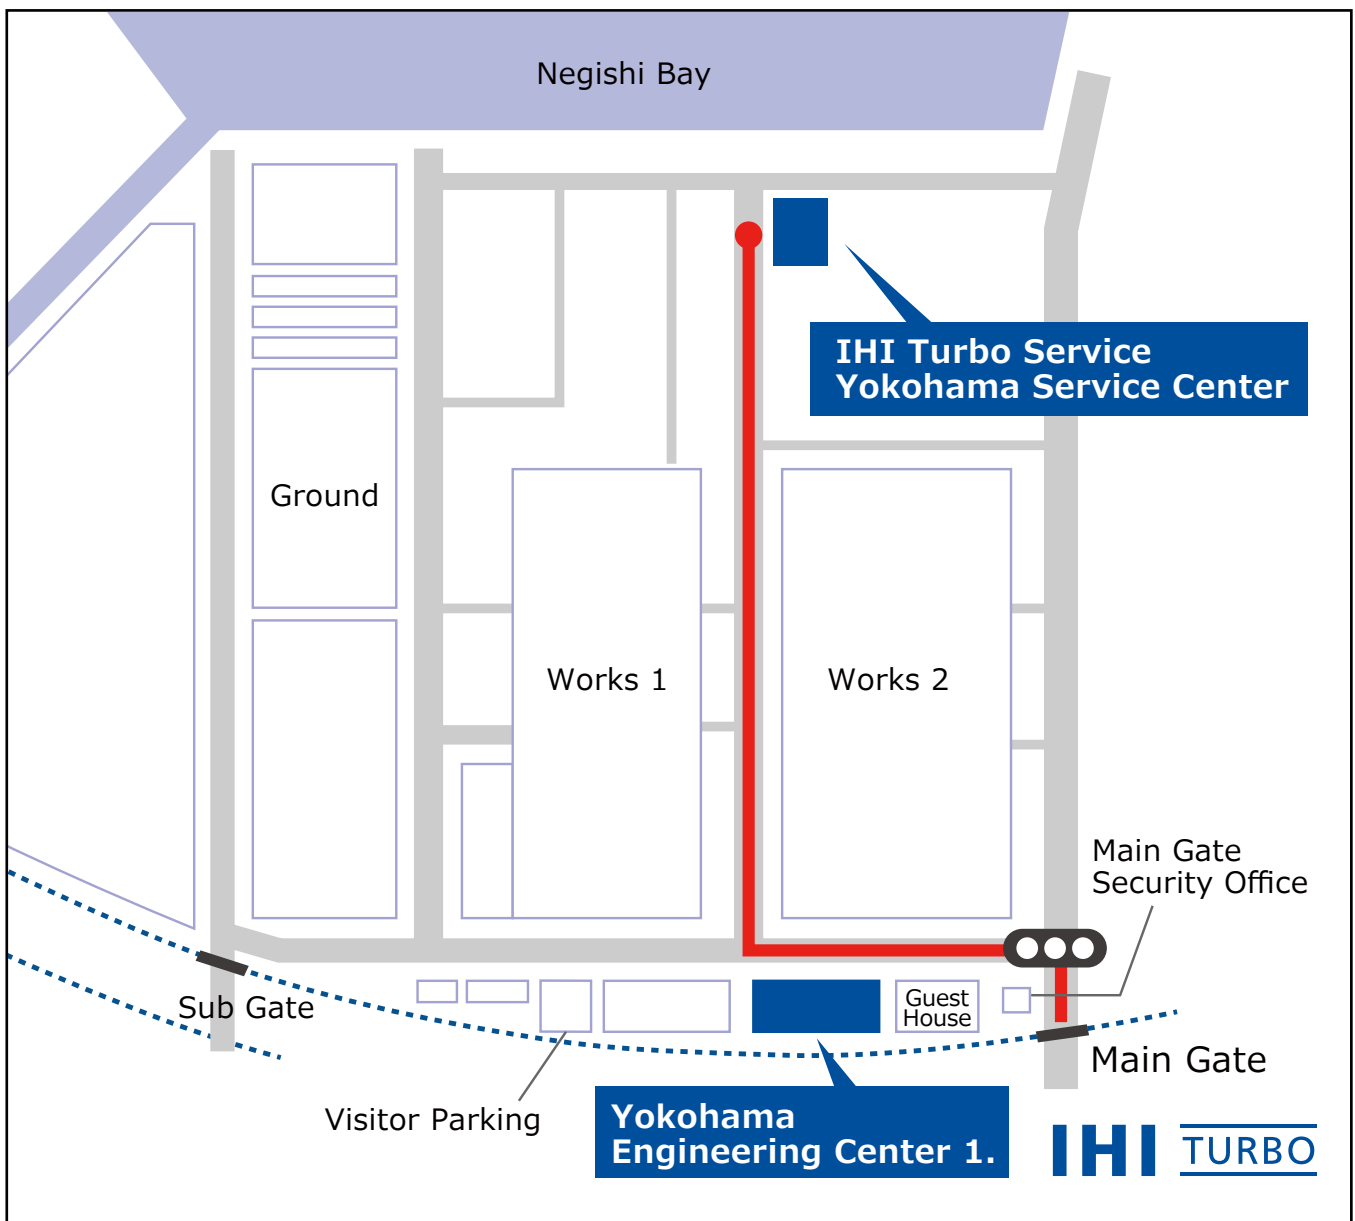 Negishi Bay
IHI Turbo Service
Yokohama Service Center
Ground
Works 1
Works 2
Main Gate
Security Office
Guest
House
Sub Gate
Main Gate
Visitor Parking
Yokohama
Engineering Center 1.
IHI TURBO